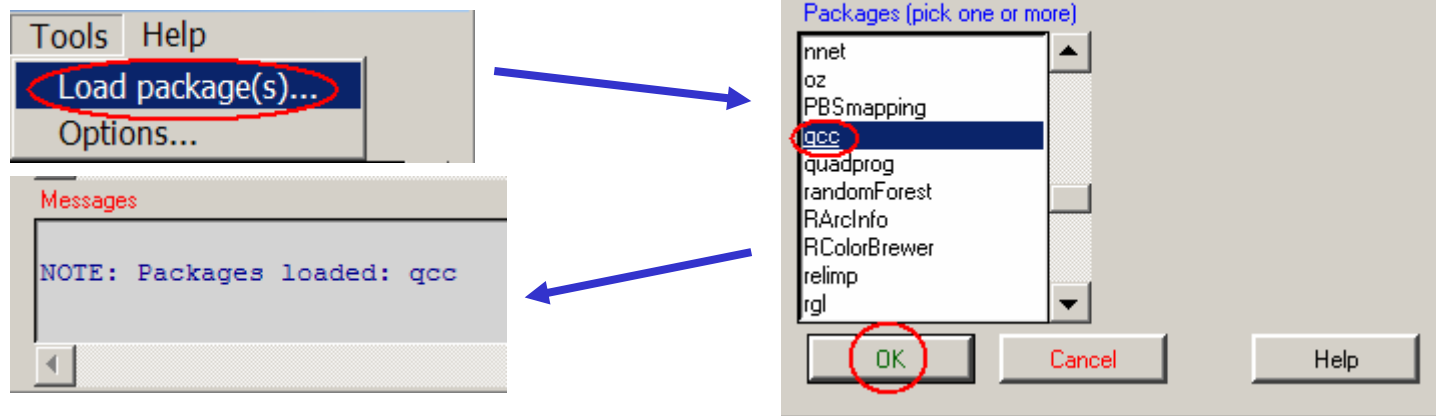 Tools Help
Load package(s)...
Options...
Packages (pick one or more)
nnet
oz
PBSmapping
qcc
quadprog
randomForest
RArcInfo
RColorBrewer
relimp
rgl
OK Cancel Help
Messages
NOTE: Packages loaded: qcc